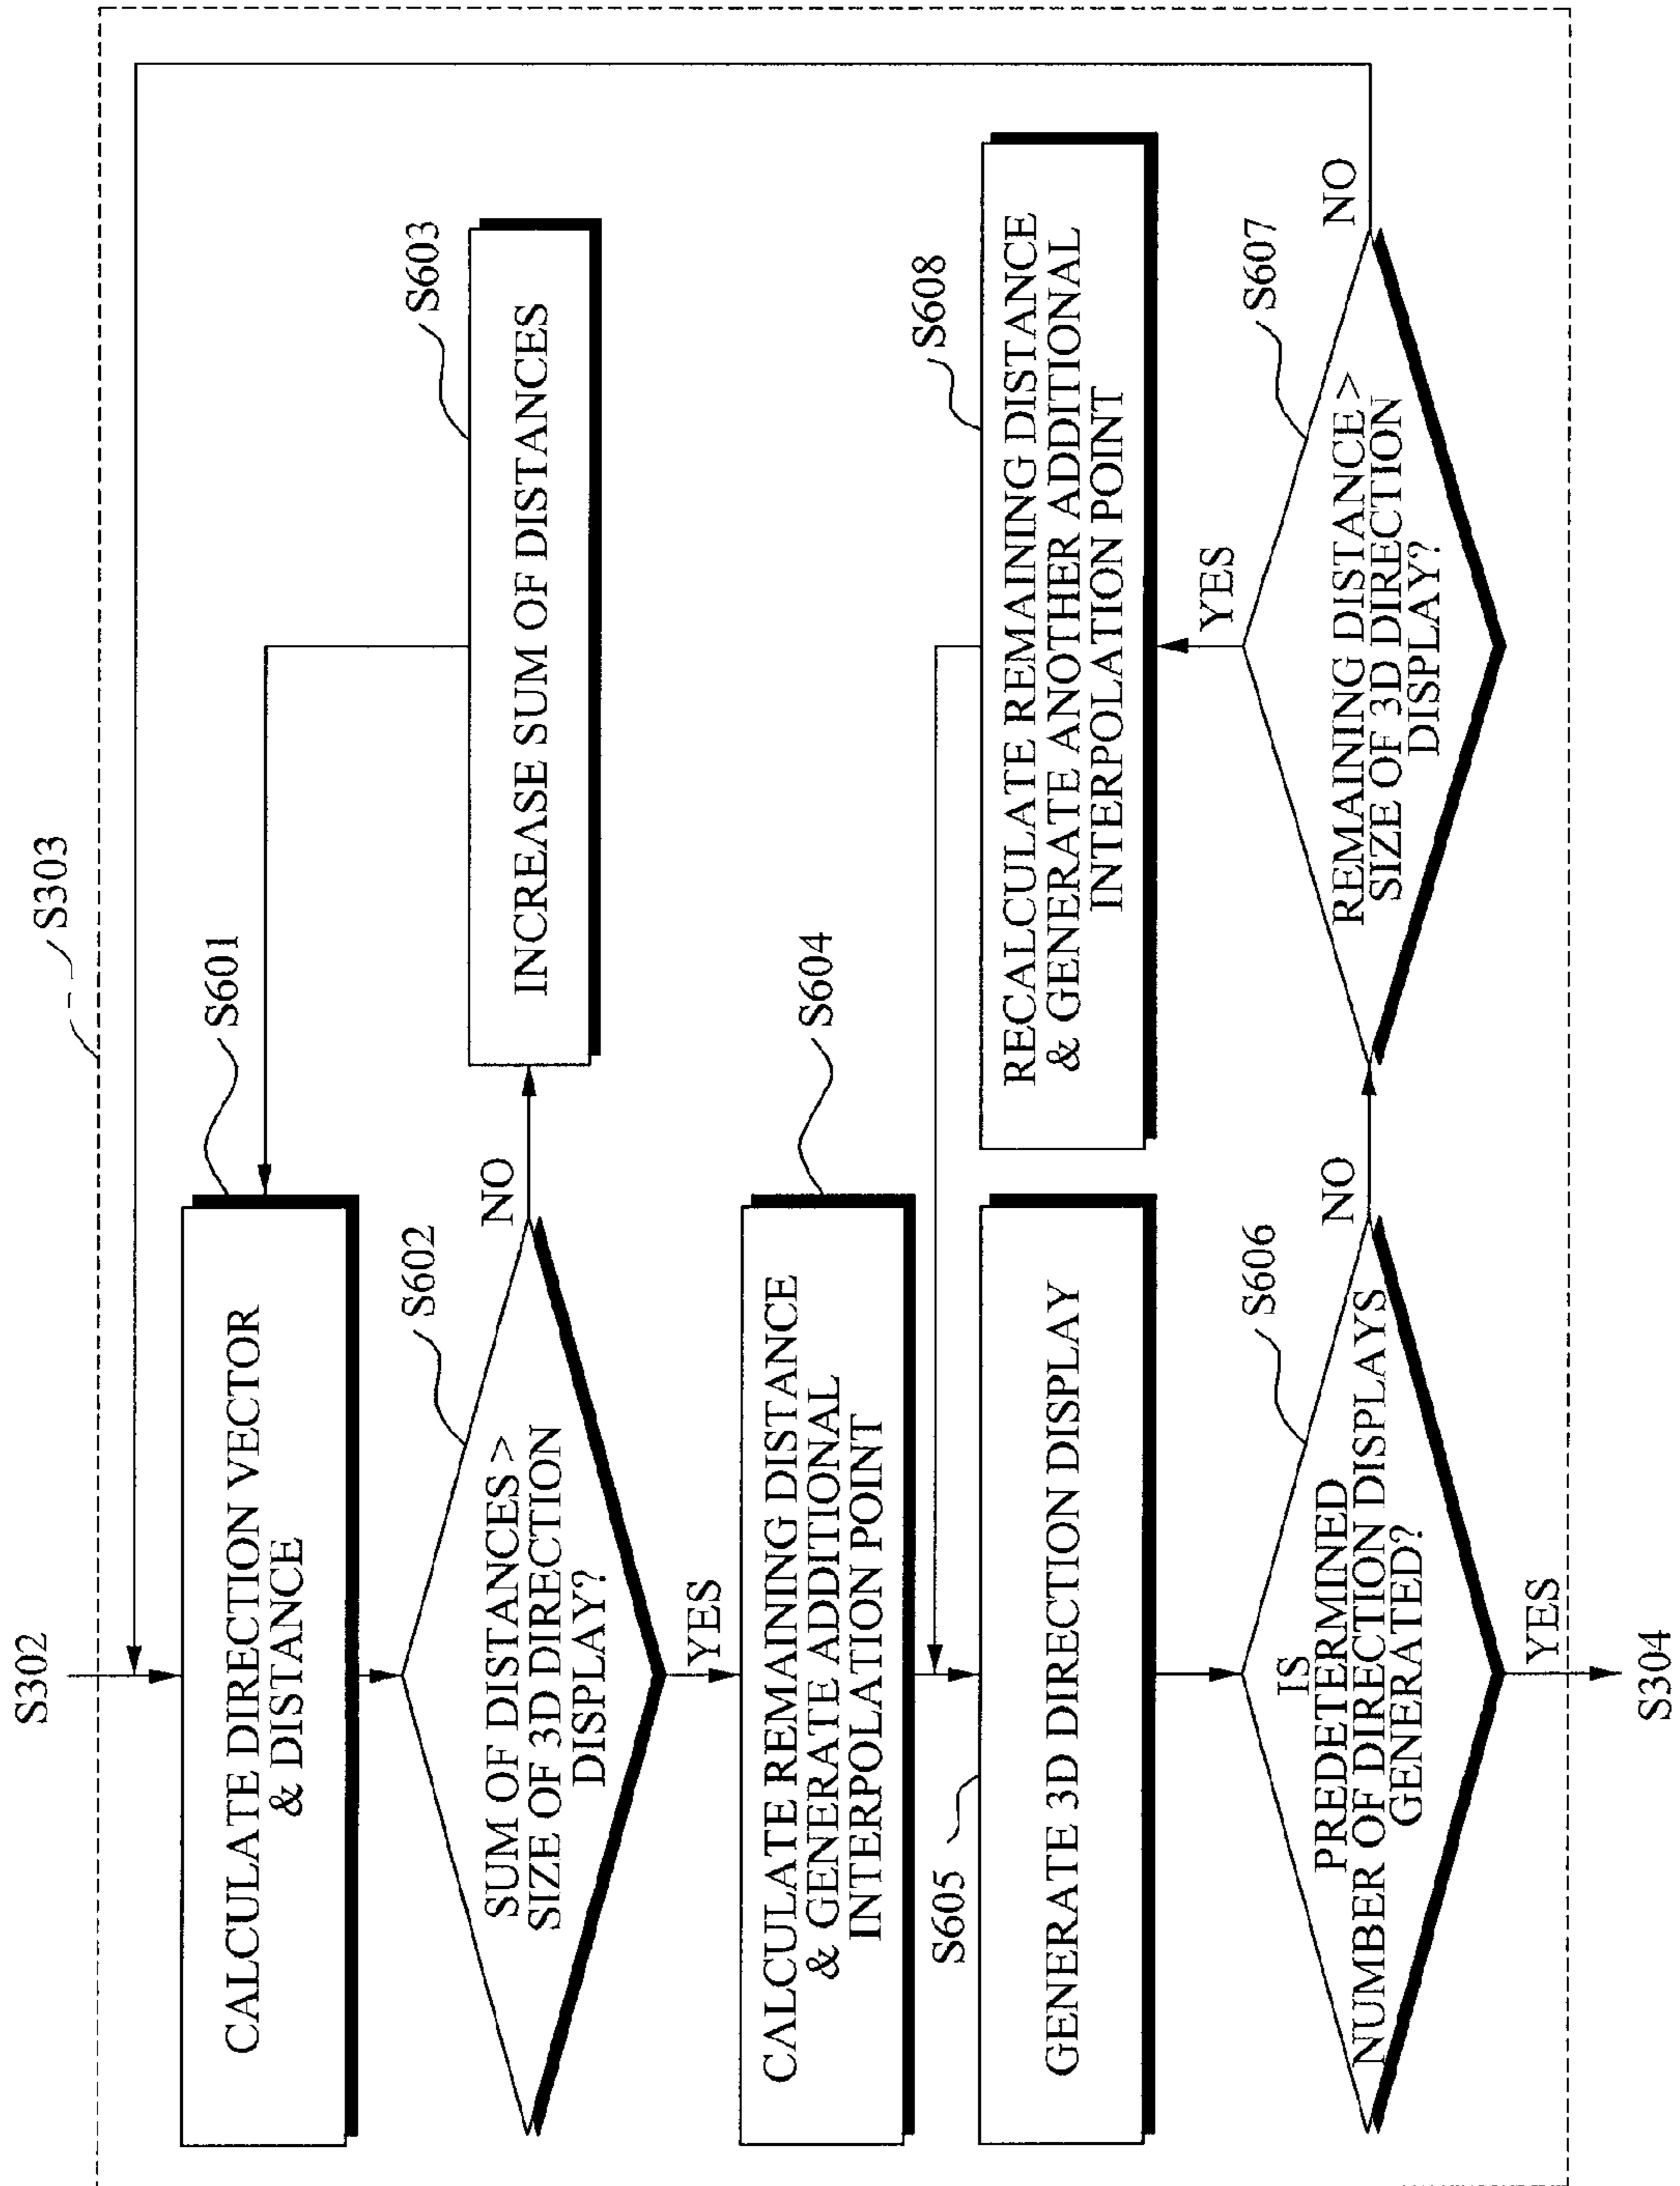 S302
S303
S601
CALCULATE DIRECTION VECTOR
& DISTANCE
S602
SUM OF DISTANCES >
SIZE OF 3D DIRECTION
DISPLAY?
NO
S603
INCREASE SUM OF DISTANCES
YES
S604
CALCULATE REMAINING DISTANCE
& GENERATE ADDITIONAL
INTERPOLATION POINT
S605
GENERATE 3D DIRECTION DISPLAY
S608
RECALCULATE REMAINING DISTANCE
& GENERATE ANOTHER ADDITIONAL
INTERPOLATION POINT
YES
S606
IS
PREDETERMINED
NUMBER OF DIRECTION DISPLAYS
GENERATED?
NO
S607
REMAINING DISTANCE >
SIZE OF 3D DIRECTION
DISPLAY?
NO
YES
S304